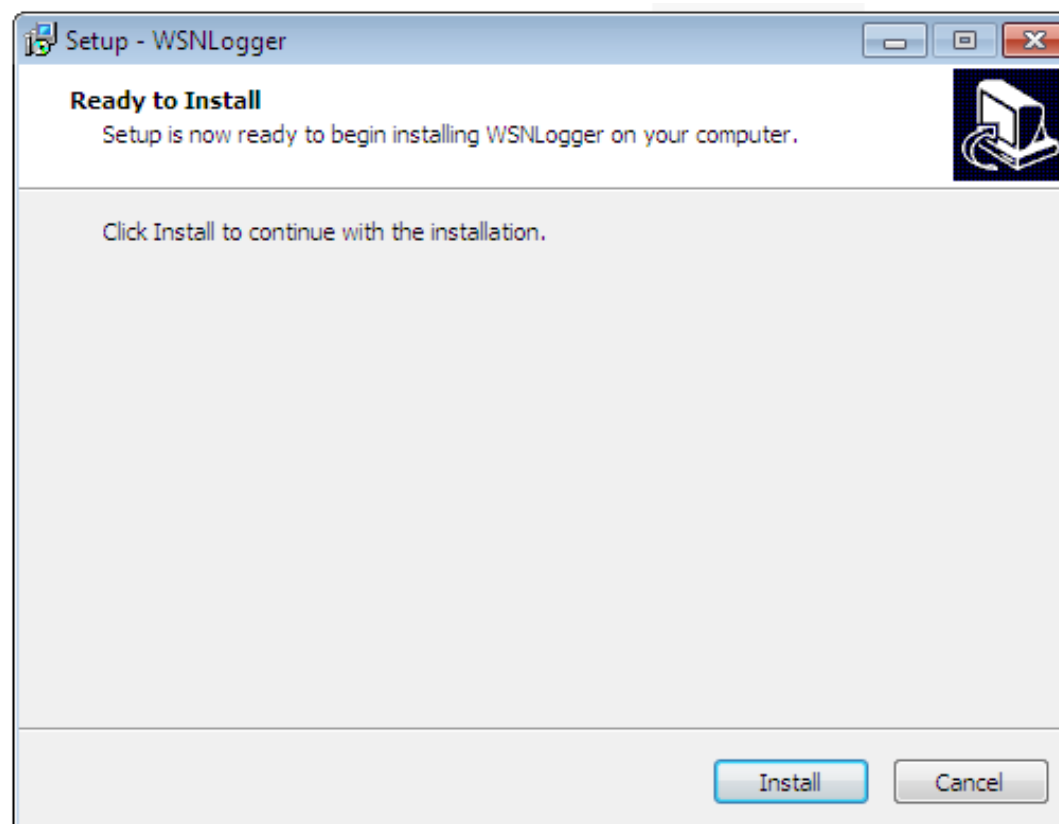 Setup - WSNLogger
Ready to Install
Setup is now ready to begin installing WSNLogger on your computer.
Click Install to continue with the installation.
Install
Cancel